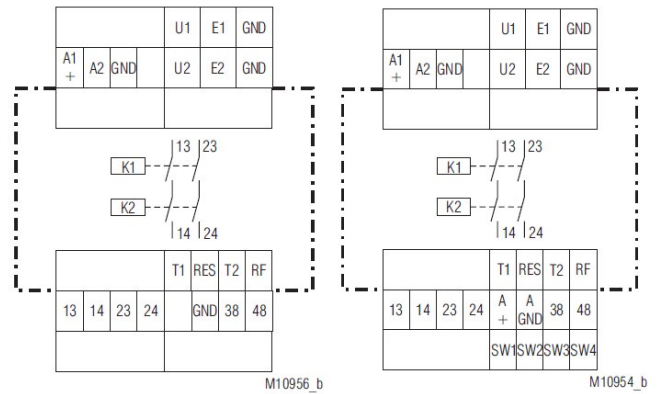 U1 E1 GND
A1 + A2 GND U2 E2 GND
13 23
K1
K2
14 24
T1 RES T2 RF
13 14 23 24 GND 38 48
M10956_b
U1 E1 GND
A1 + A2 GND U2 E2 GND
13 23
K1
K2
14 24
T1 RES T2 RF
13 14 23 24 A + A GND 38 48
SW1 SW2 SW3 SW4
M10954_b